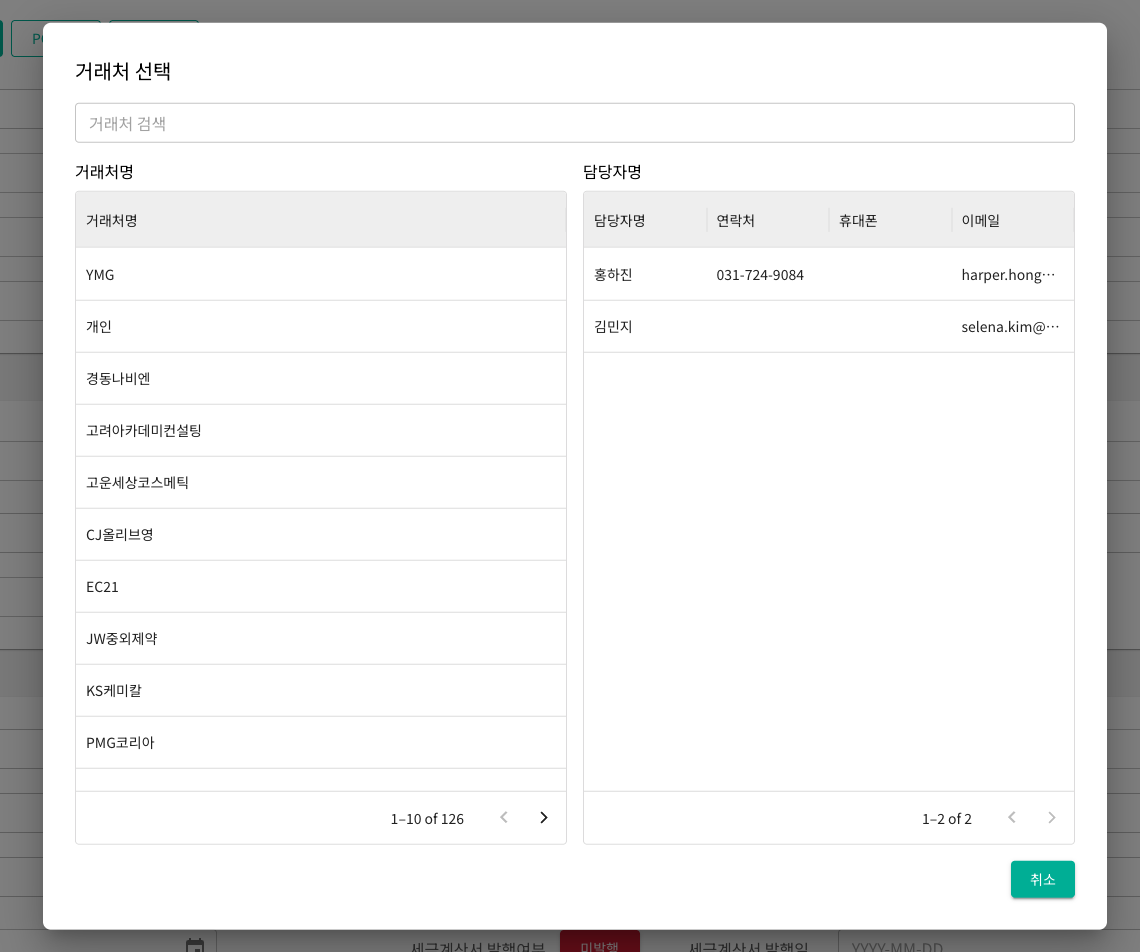 거래처 선택
거래처 검색
거래처명
거래처명
YMG
개인
경동나비엔
고려아카데미컨설팅
고운세상코스메틱
CJ올리브영
EC21
JW중외제약
KS케미칼
PMG코리아
1–10 of 126
담당자명
담당자명 연락처 휴대폰 이메일
홍하진 031-724-9084 harper.hong…
김민지 selena.kim@…
1–2 of 2
취소
세금계산서 발행여부 미발행 세금계산서 발행일 YYYY-MM-DD